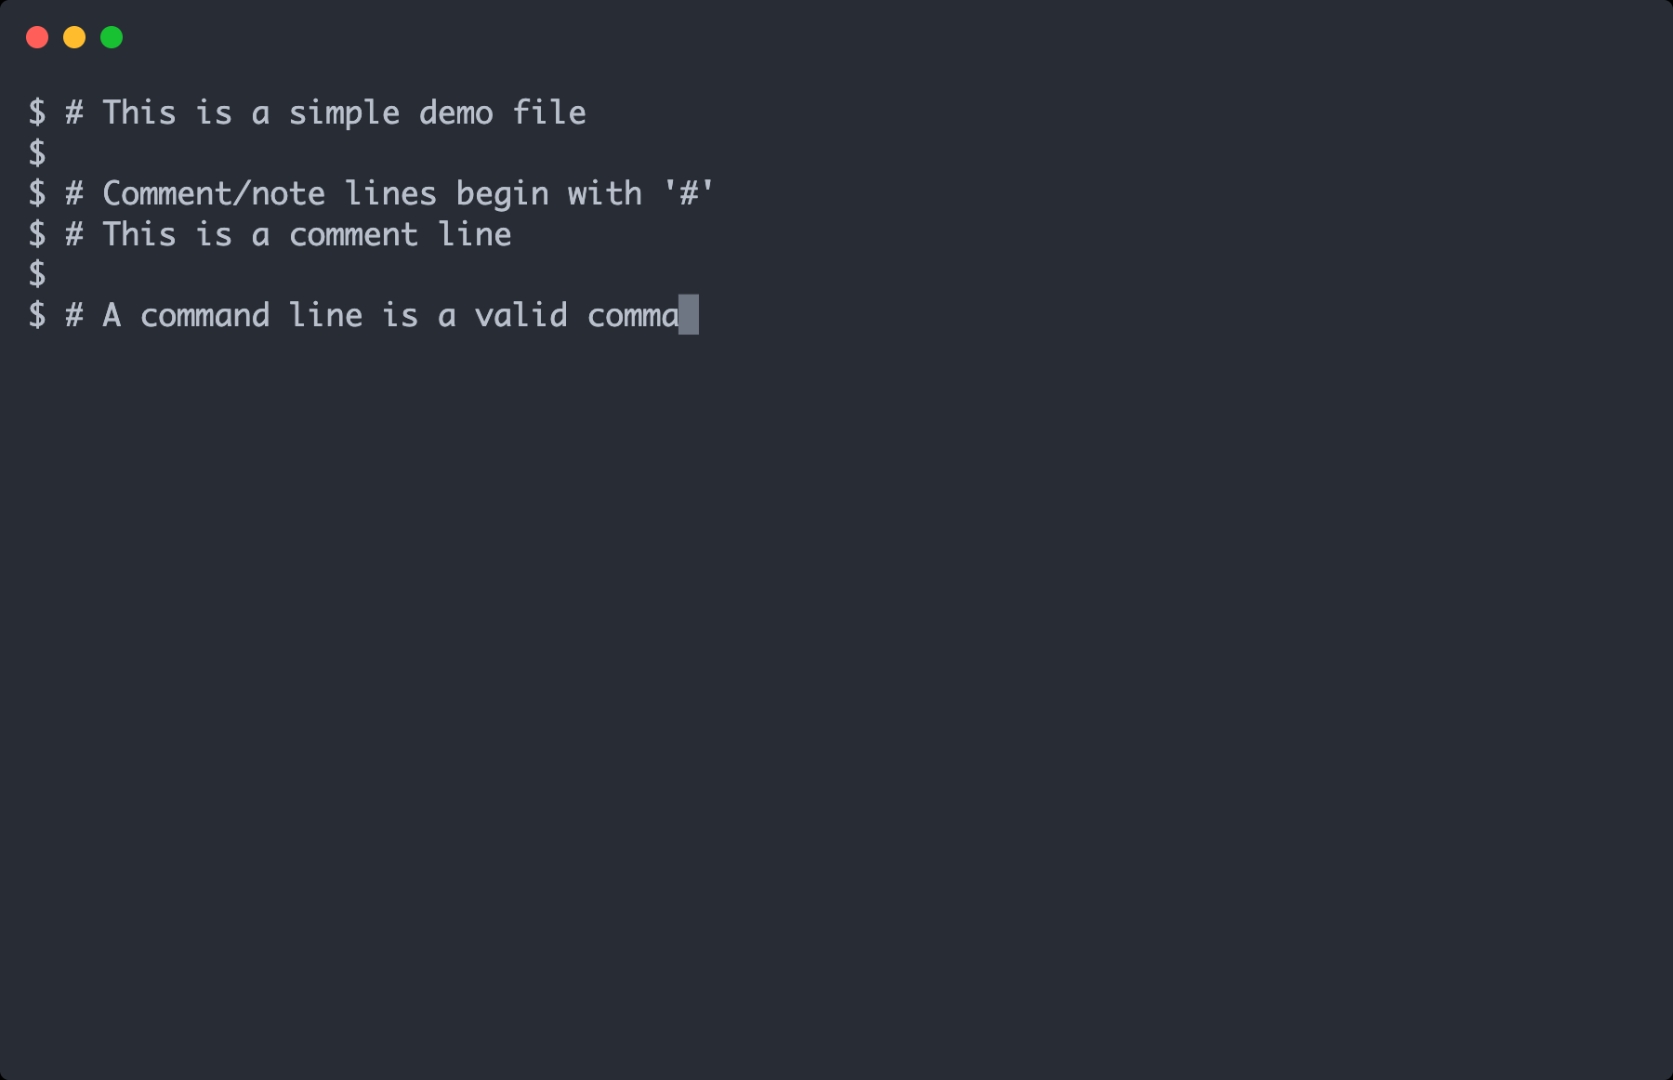 $ # This is a simple demo file
$
$ # Comment/note lines begin with '#'
$ # This is a comment line
$
$ # A command line is a valid comma